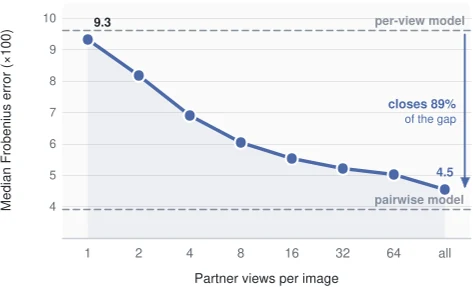 Median Frobenius error (×100)
10
9
8
7
6
5
4
9.3
per-view model
closes 89%
of the gap
4.5
pairwise model
1 2 4 8 16 32 64 all
Partner views per image